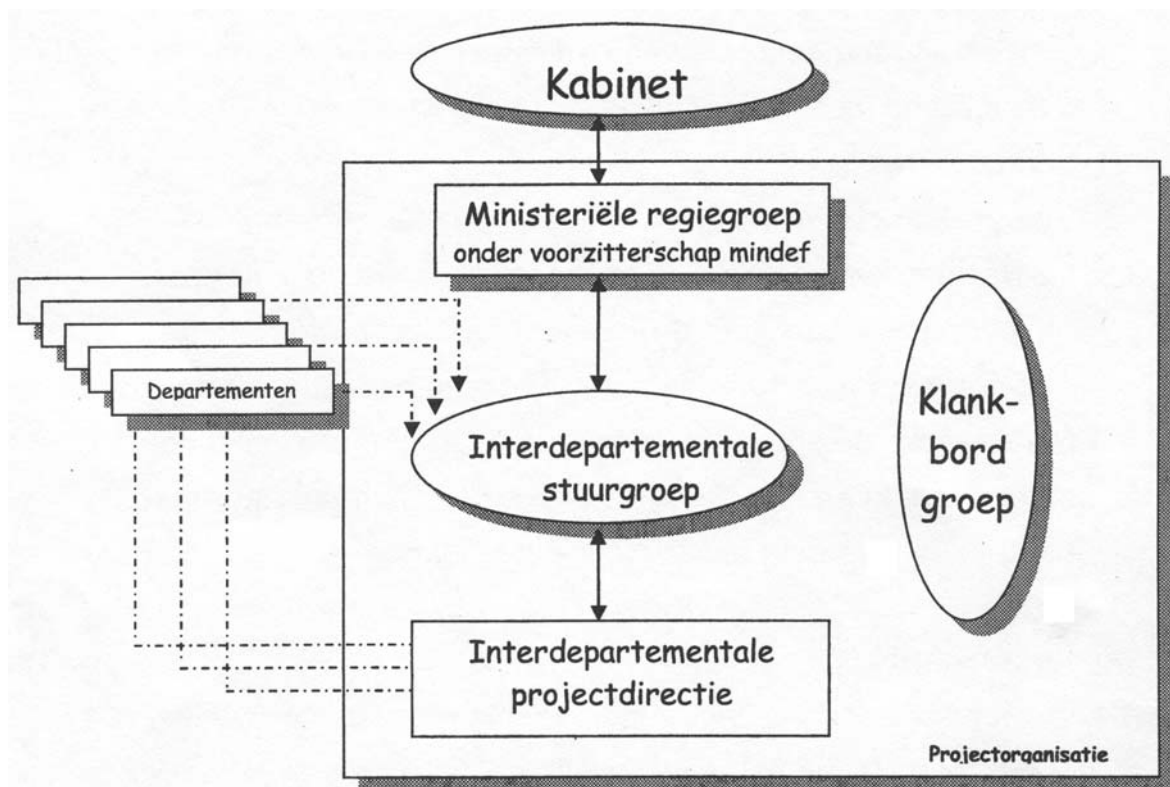 Kabinet
Ministeriële regiegroep
onder voorzitterschap mindef
Departementen
Interdepartementale
stuurgroep
Klank-
bord
groep
Interdepartementale
projectdirectie
Projectorganisatie